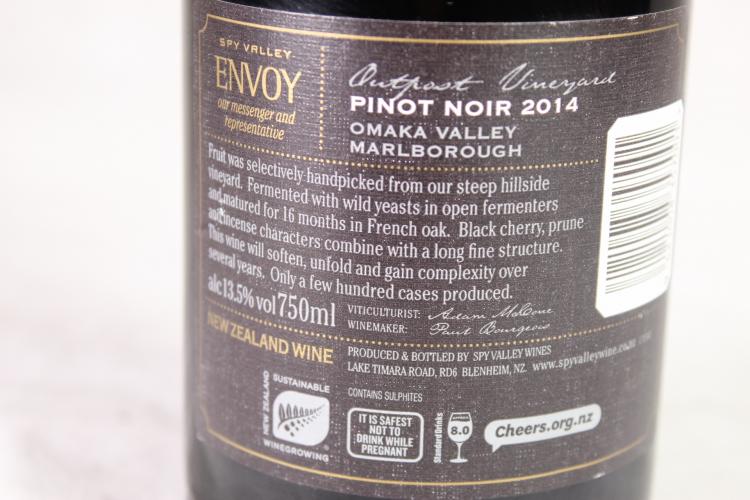 SPY VALLEY
ENVOY
our messenger and
representative
Outpost Vineyard
PINOT NOIR 2014
OMAKA VALLEY
MARLBOROUGH
Fruit was selectively handpicked from our steep hillside
vineyard. Fermented with wild yeasts in open fermenters
and matured for 16 months in French oak. Black cherry, prune
and incense characters combine with a long fine structure.
This wine will soften, unfold and gain complexity over
several years. Only a few hundred cases produced.
alc13.5%vol750ml
VITICULTURIST:
WINEMAKER: Paul Bourgeois
NEW ZEALAND WINE
PRODUCED & BOTTLED BY SPY VALLEY WINES
LAKE TIMARA ROAD, RD6 BLENHEIM, NZ. www.spyvalleywine.co.nz
CONTAINS SULPHITES
NEW ZEALAND
SUSTAINABLE
WINEGROWING
IT IS SAFEST
NOT TO
DRINK WHILE
PREGNANT
Standard Drinks
8.0
Cheers.org.nz